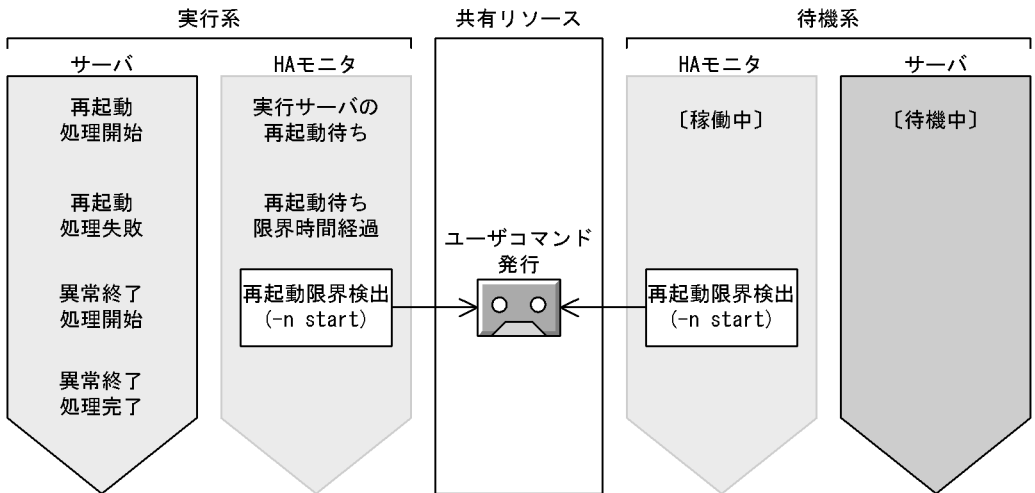 実行系
共有リソース
待機系
サーバ
HAモニタ
HAモニタ
サーバ
再起動
処理開始
実行サーバの
再起動待ち
〔稼働中〕
〔待機中〕
再起動
処理失敗
再起動待ち
限界時間経過
ユーザコマンド
発行
異常終了
処理開始
再起動限界検出
(-n start)
再起動限界検出
(-n start)
異常終了
処理完了